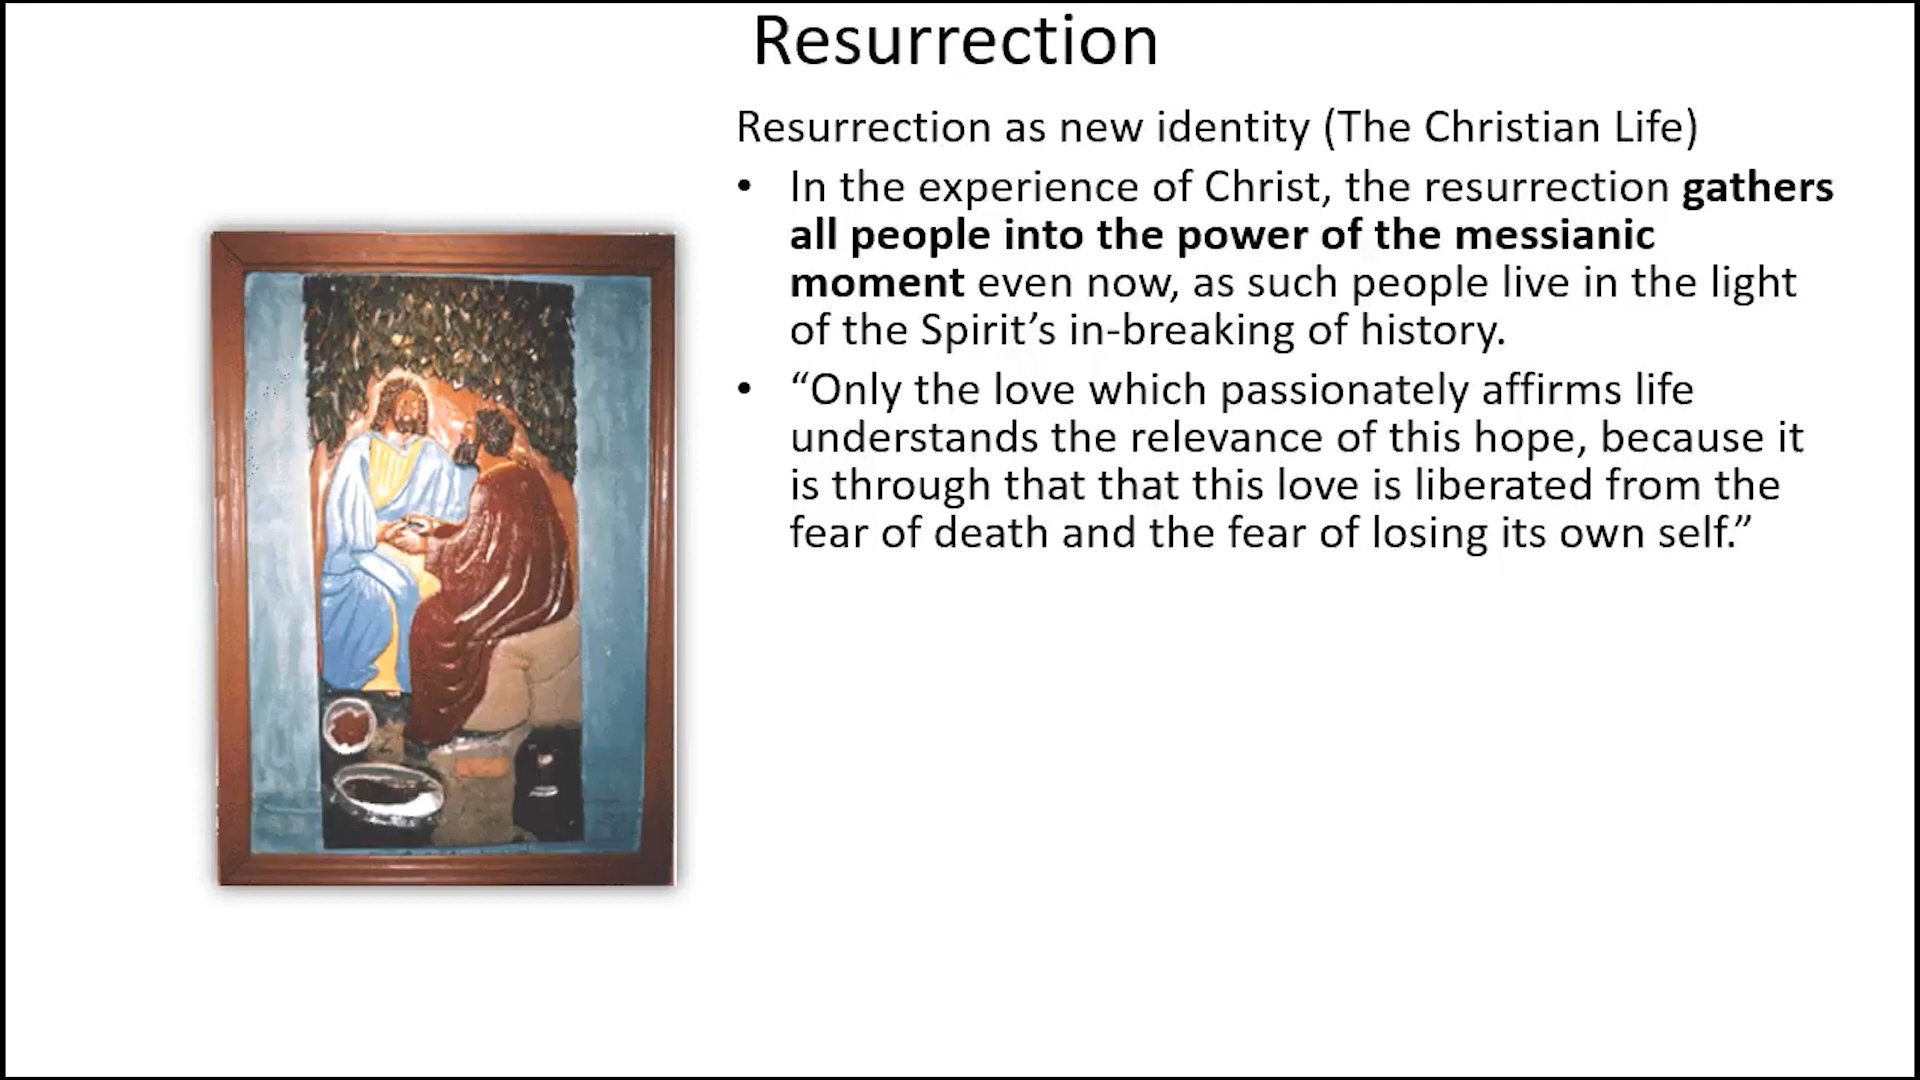 Resurrection
Resurrection as new identity (The Christian Life)
• In the experience of Christ, the resurrection gathers
all people into the power of the messianic
moment even now, as such people live in the light
of the Spirit’s in-breaking of history.
• “Only the love which passionately affirms life
understands the relevance of this hope, because it
is through that that this love is liberated from the
fear of death and the fear of losing its own self.”